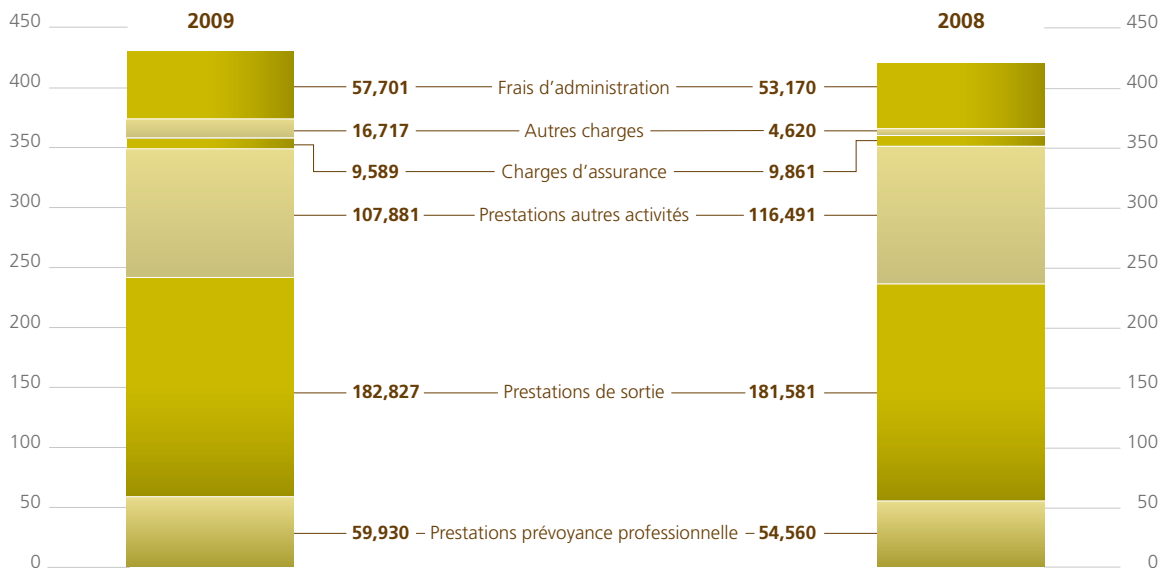 2009 2008
450 450
57,701 Frais d'administration 53,170
400 400
16,717 Autres charges 4,620
350 350
9,589 Charges d'assurance 9,861
107,881 Prestations autres activités 116,491
300 300
250 250
200 200
182,827 Prestations de sortie 181,581
150 150
100 100
50 50
59,930 Prestations prévoyance professionnelle 54,560
0 0